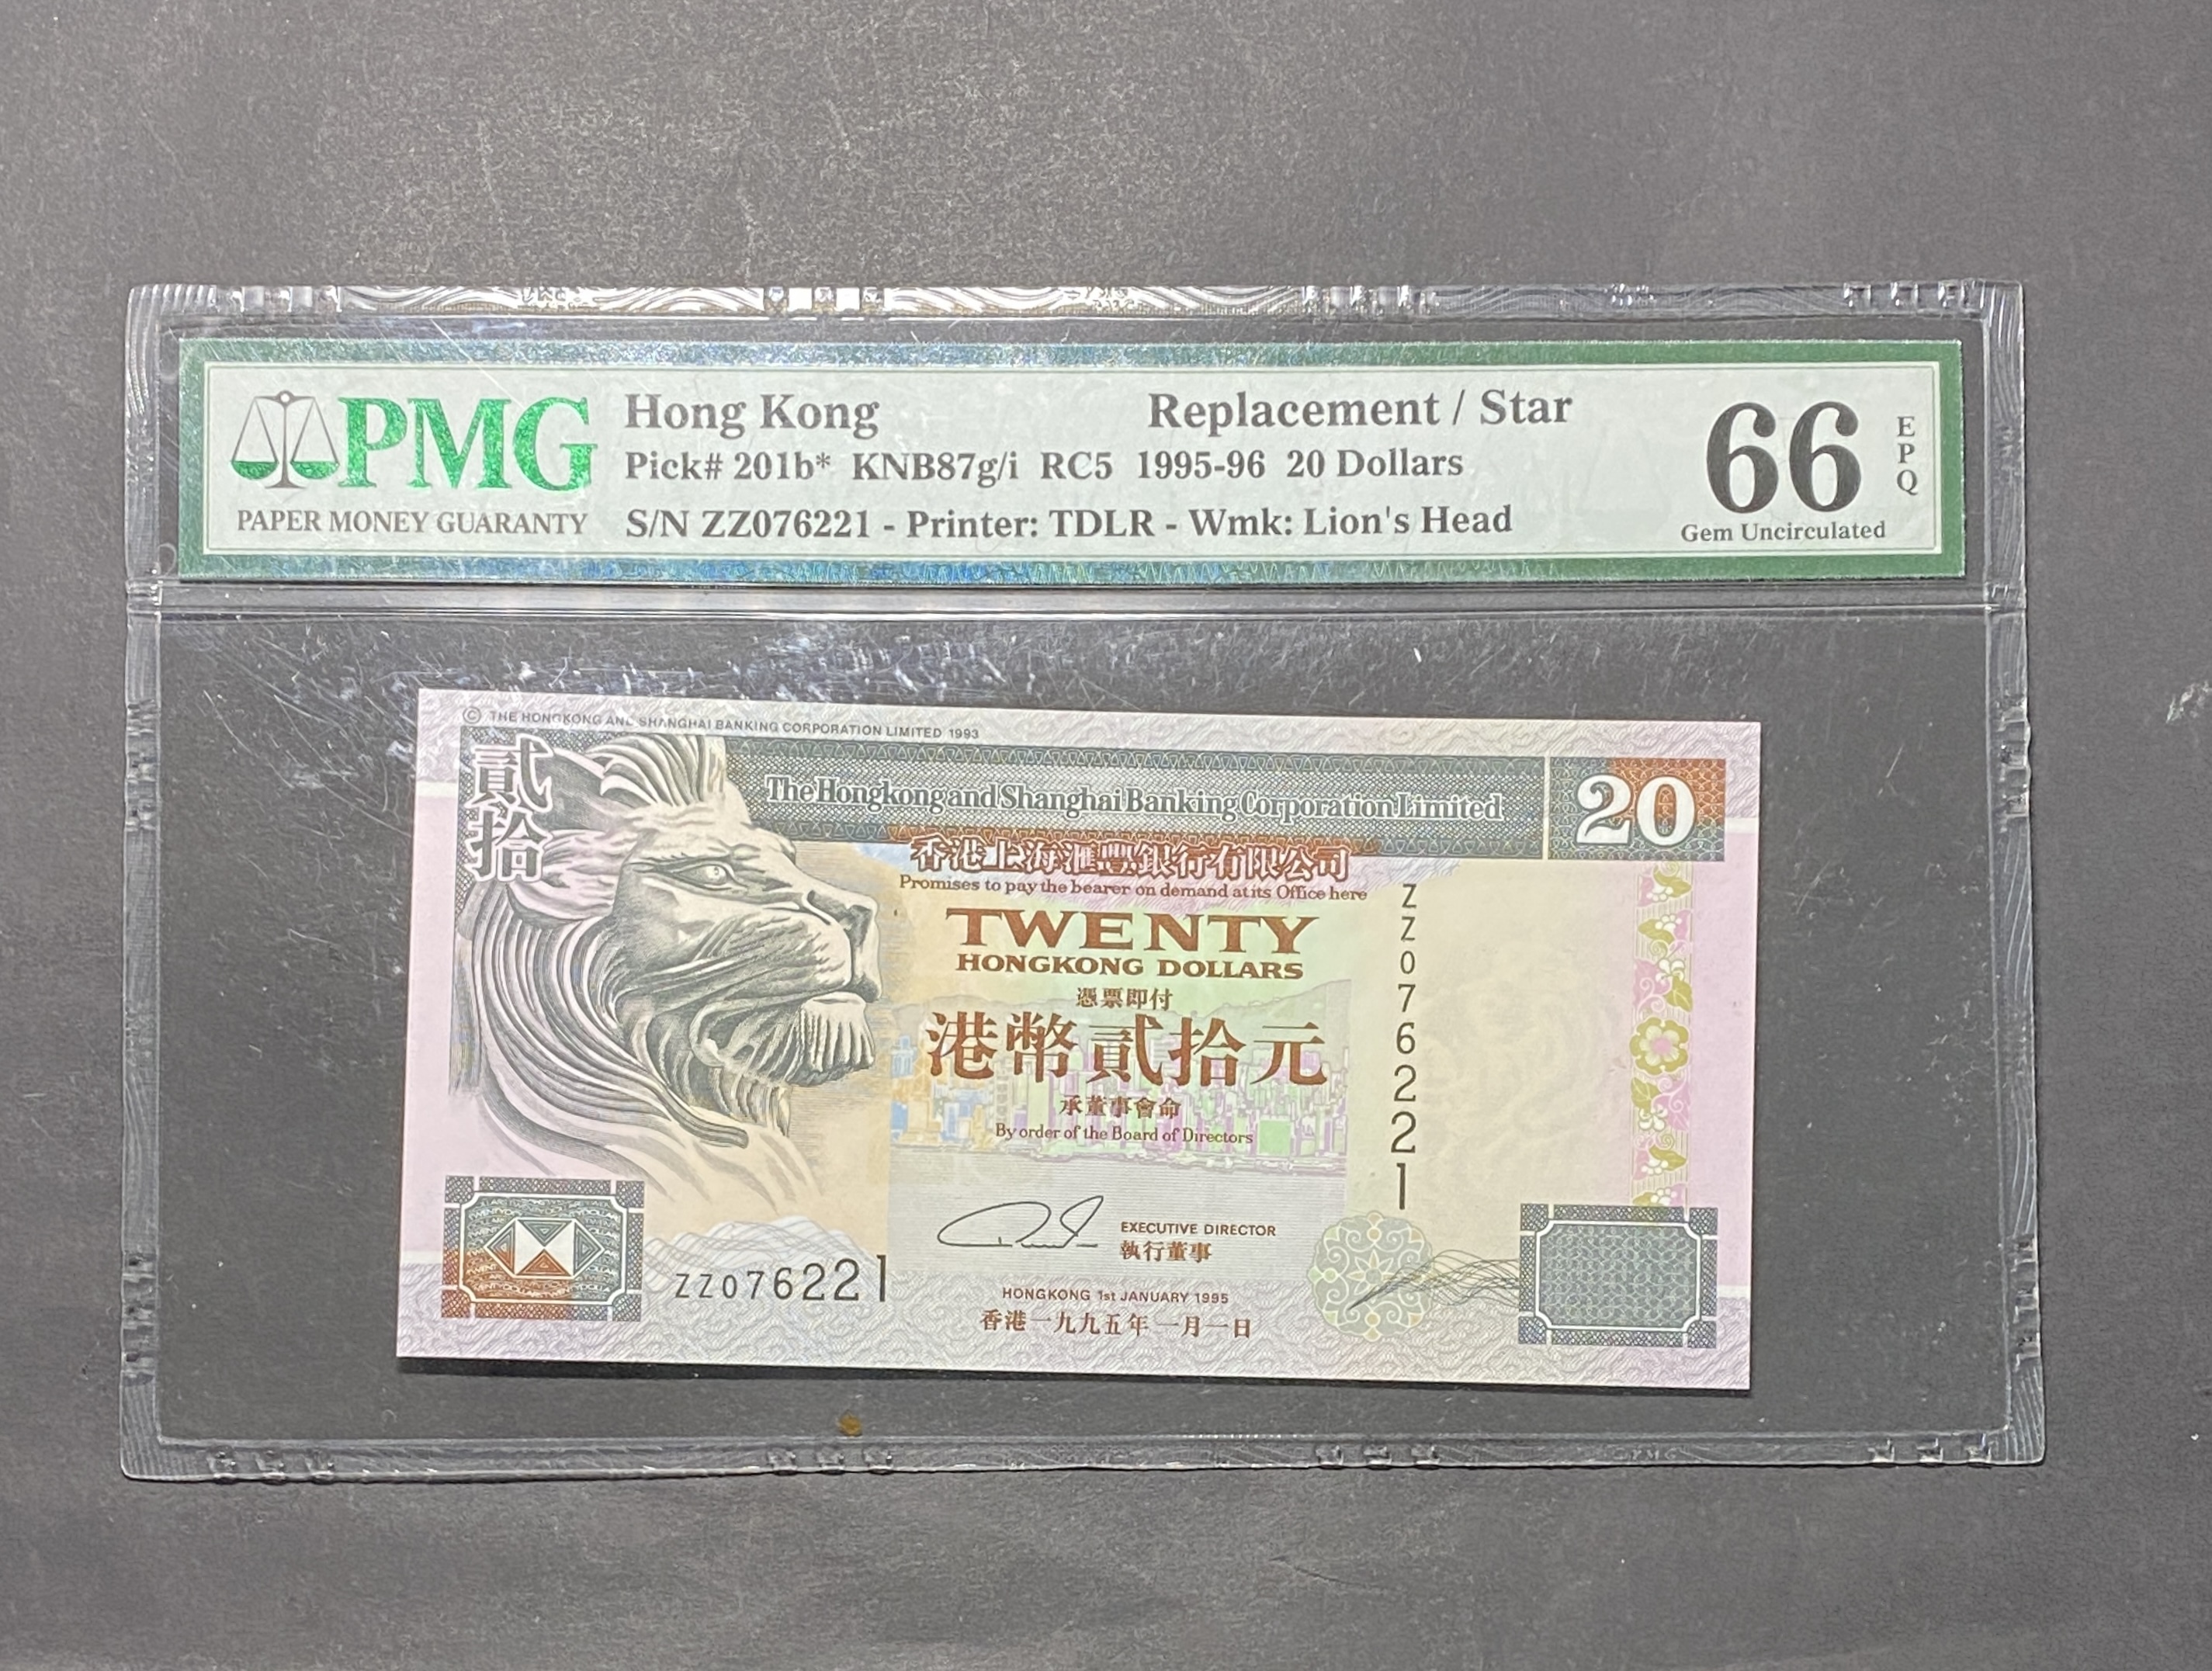 PMG
PAPER MONEY GUARANTY
Hong Kong Replacement / Star
Pick# 201b* KNB87g/i RC5 1995-96 20 Dollars
S/N ZZ076221 - Printer: TDLR - Wmk: Lion's Head
66
EPQ
Gem Uncirculated
© THE HONGKONG AND SHANGHAI BANKING CORPORATION LIMITED 1993
貳拾
The Hongkong and Shanghai Banking Corporation Limited
20
香港上海滙豐銀行有限公司
Promises to pay the bearer on demand at its Office here
TWENTY
HONGKONG DOLLARS
憑票即付
港幣貳拾元
承董事會命
By order of the Board of Directors
ZZ076221
EXECUTIVE DIRECTOR
執行董事
ZZ076221
HONGKONG 1st JANUARY 1995
香港一九九五年一月一日